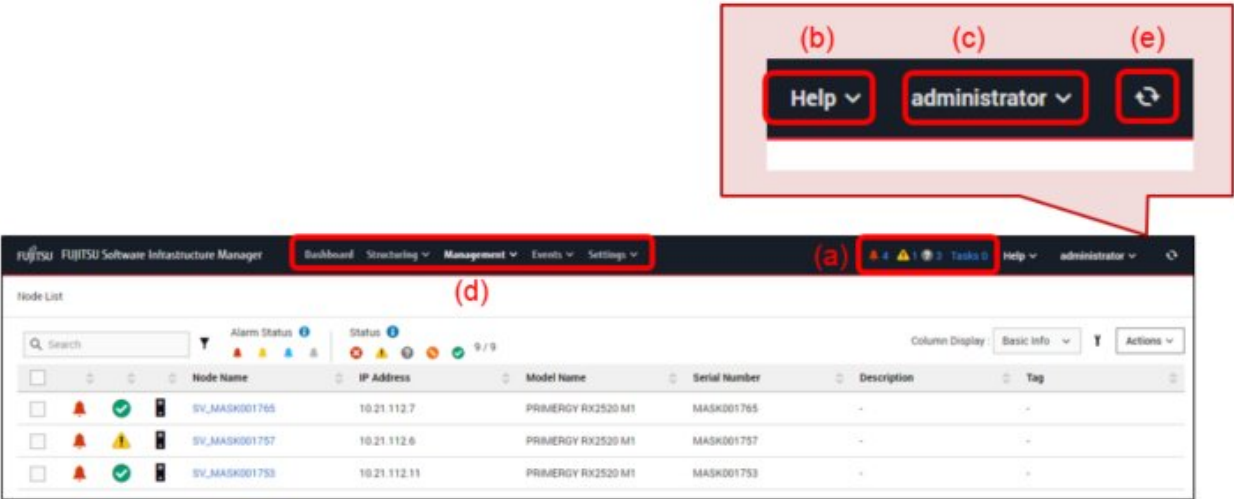 (b) (c) (e)
Help administrator
FUJITSU FUJITSU Software Infrastructure Manager Dashboard Structuring Management Events Settings (a) 4 1 3 Tasks 0 Help administrator
(d)
Node List
Search Alarm Status Status 9 / 9 Column Display : Basic Info Actions
Node Name IP Address Model Name Serial Number Description Tag
SV_MASK001765 10.21.112.7 PRIMERGY RX2520 M1 MASK001765 - -
SV_MASK001757 10.21.112.6 PRIMERGY RX2520 M1 MASK001757 - -
SV_MASK001753 10.21.112.11 PRIMERGY RX2520 M1 MASK001753 - -